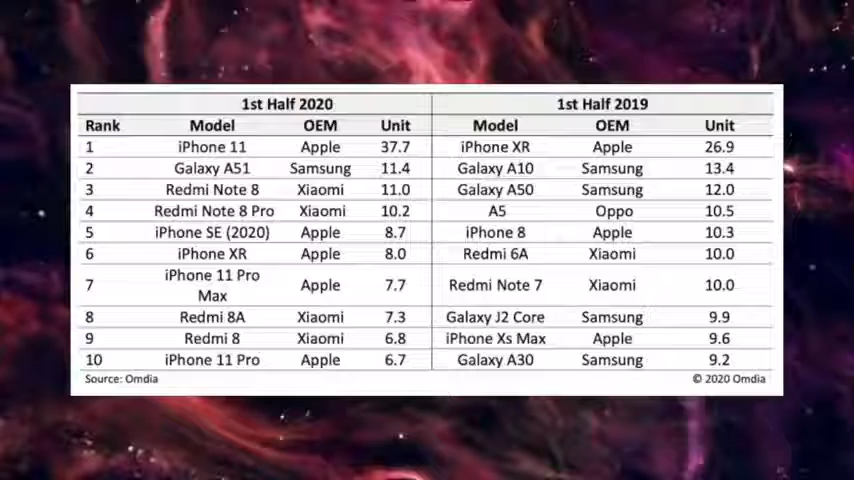 1st Half 2020 1st Half 2019
Rank Model OEM Unit Model OEM Unit
1 iPhone 11 Apple 37.7 iPhone XR Apple 26.9
2 Galaxy A51 Samsung 11.4 Galaxy A10 Samsung 13.4
3 Redmi Note 8 Xiaomi 11.0 Galaxy A50 Samsung 12.0
4 Redmi Note 8 Pro Xiaomi 10.2 A5 Oppo 10.5
5 iPhone SE (2020) Apple 8.7 iPhone 8 Apple 10.3
6 iPhone XR Apple 8.0 Redmi 6A Xiaomi 10.0
7 iPhone 11 Pro Max Apple 7.7 Redmi Note 7 Xiaomi 10.0
8 Redmi 8A Xiaomi 7.3 Galaxy J2 Core Samsung 9.9
9 Redmi 8 Xiaomi 6.8 iPhone Xs Max Apple 9.6
10 iPhone 11 Pro Apple 6.7 Galaxy A30 Samsung 9.2
Source: Omdia © 2020 Omdia